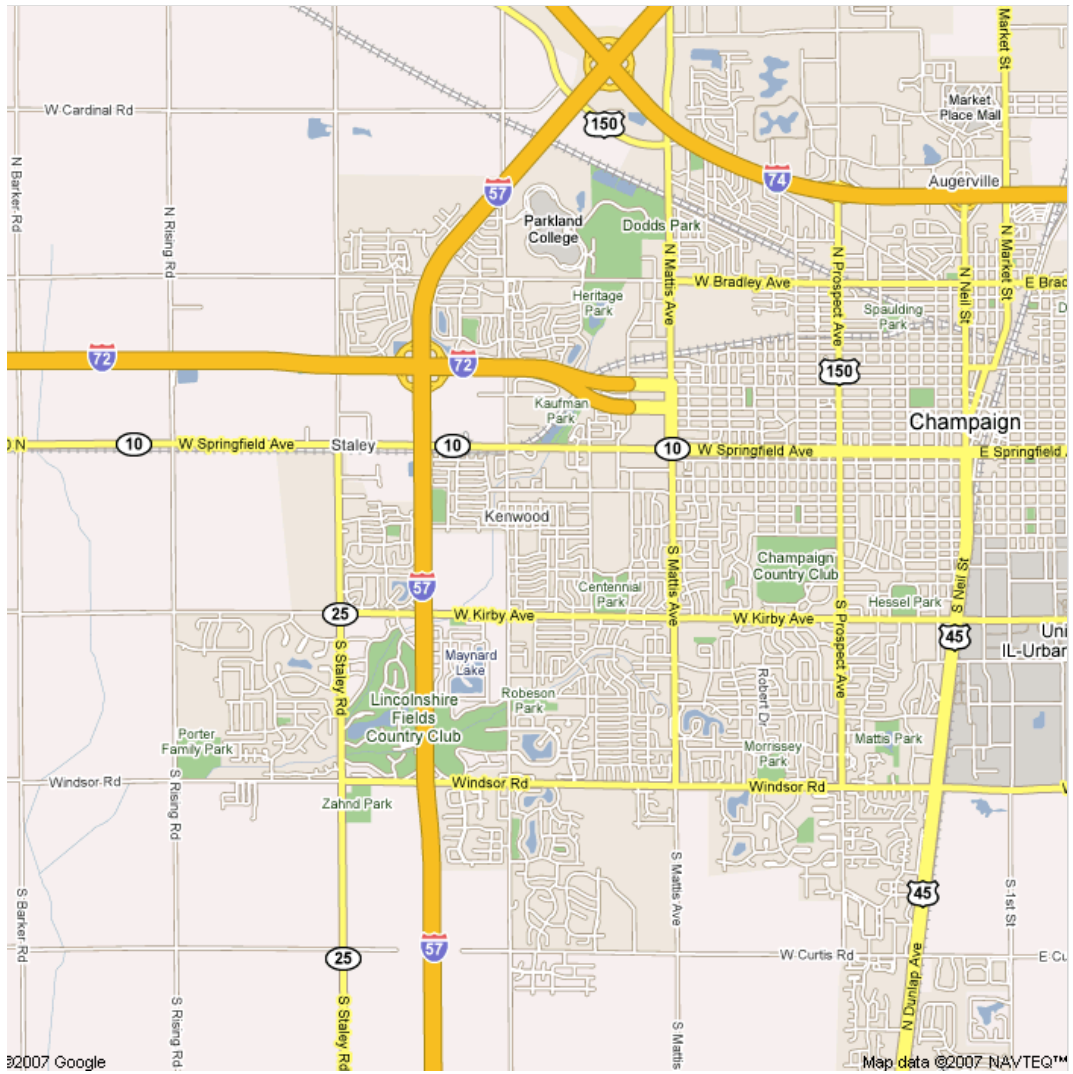 Market St
W Cardinal Rd
Market
Place Mall
150
74
57
Augerville
N Barker Rd
N Rising Rd
Parkland
College
Dodds Park
N Mattis Ave
N Prospect Ave
N Neil St
N Market St
W Bradley Ave
E Brad
Heritage
Park
Spaulding
Park
72
72
150
Kaufman
Park
Champaign
10
W Springfield Ave
Staley
10
10
W Springfield Ave
E Springfield
Kenwood
Champaign
Country Club
57
S Mattis Ave
Centennial
Park
S Neil St
Hessel Park
25
W Kirby Ave
W Kirby Ave
45
Uni
IL-Urbar
S Staley Rd
Maynard
Lake
S Prospect Ave
Robert Dr
Lincolnshire
Fields
Country Club
Robeson
Park
Porter
Family Park
Mattis Park
Morrissey
Park
Windsor Rd
Windsor Rd
Windsor Rd
S Rising Rd
Zahnd Park
S Barker Rd
S Mattis Ave
45
S 1st St
57
25
W Curtis Rd
E Cu
N Dunlap Ave
S Rising Rd
S Staley Rd
S Mattis
©2007 Google
Map data ©2007 NAVTEQ™